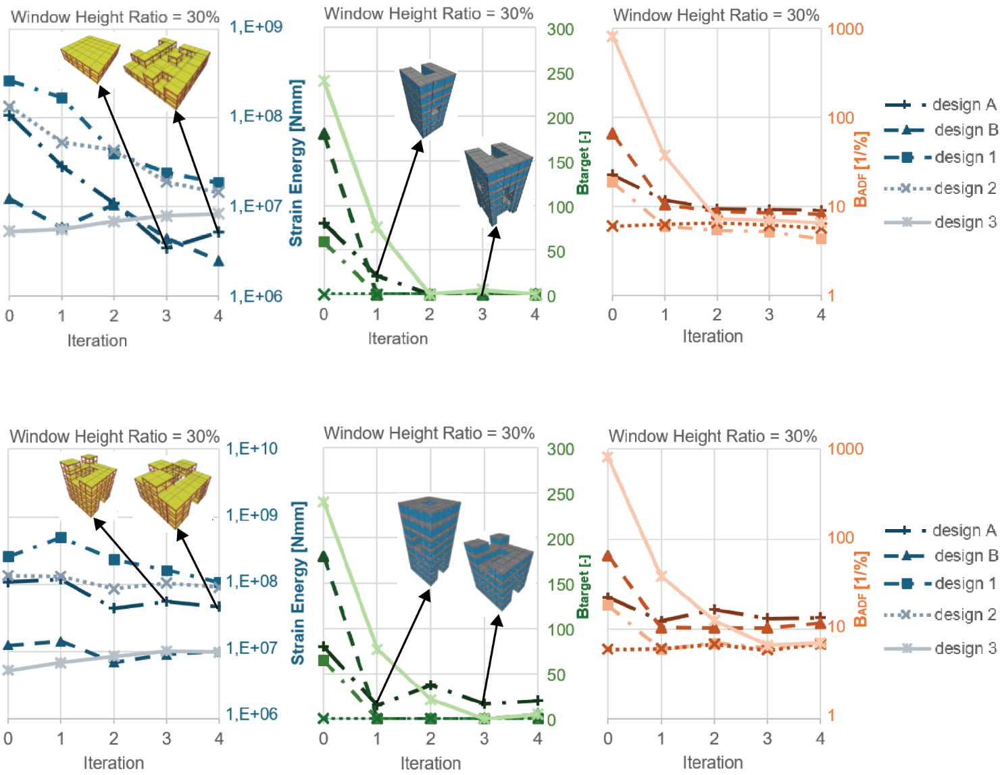 Window Height Ratio = 30%
1,E+09
1,E+08
1,E+07
1,E+06
Strain Energy [Nmm]
0 1 2 3 4
Iteration
Window Height Ratio = 30%
300
250
200
150
100
50
0
Btarget [-]
0 1 2 3 4
Iteration
Window Height Ratio = 30%
1000
100
10
1
BADF [1/%]
0 1 2 3 4
Iteration
design A
design B
design 1
design 2
design 3
Window Height Ratio = 30%
1,E+10
1,E+09
1,E+08
1,E+07
1,E+06
Strain Energy [Nmm]
0 1 2 3 4
Iteration
Window Height Ratio = 30%
300
250
200
150
100
50
0
Btarget [-]
0 1 2 3 4
Iteration
Window Height Ratio = 30%
1000
100
10
1
BADF [1/%]
0 1 2 3 4
Iteration
design A
design B
design 1
design 2
design 3